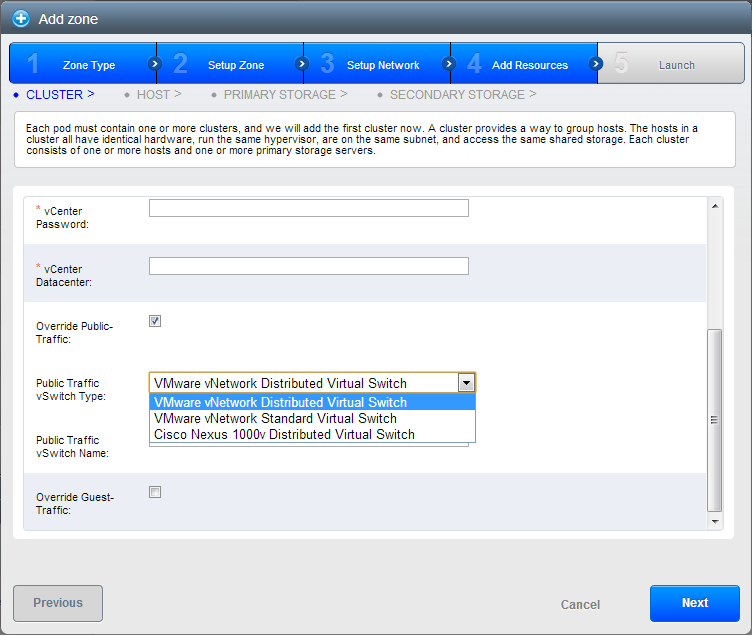 Add zone
1 Zone Type
2 Setup Zone
3 Setup Network
4 Add Resources
5 Launch
• CLUSTER >
• HOST >
• PRIMARY STORAGE >
• SECONDARY STORAGE >
Each pod must contain one or more clusters, and we will add the first cluster now. A cluster provides a way to group hosts. The hosts in a
cluster all have identical hardware, run the same hypervisor, are on the same subnet, and access the same shared storage. Each cluster
consists of one or more hosts and one or more primary storage servers.
* vCenter
Password:
* vCenter
Datacenter:
Override Public-
Traffic:
Public Traffic
vSwitch Type:
VMware vNetwork Distributed Virtual Switch
VMware vNetwork Distributed Virtual Switch
VMware vNetwork Standard Virtual Switch
Cisco Nexus 1000v Distributed Virtual Switch
Public Traffic
vSwitch Name:
Override Guest-
Traffic:
Previous
Cancel
Next